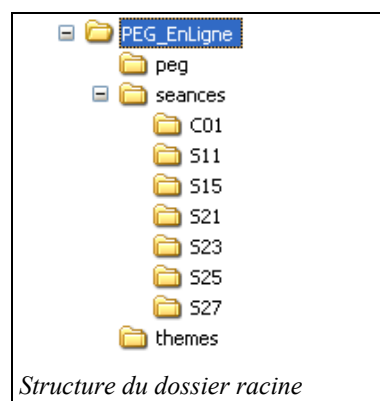 PEG_EnLigne
peg
seances
C01
S11
S15
S21
S23
S25
S27
themes
Structure du dossier racine